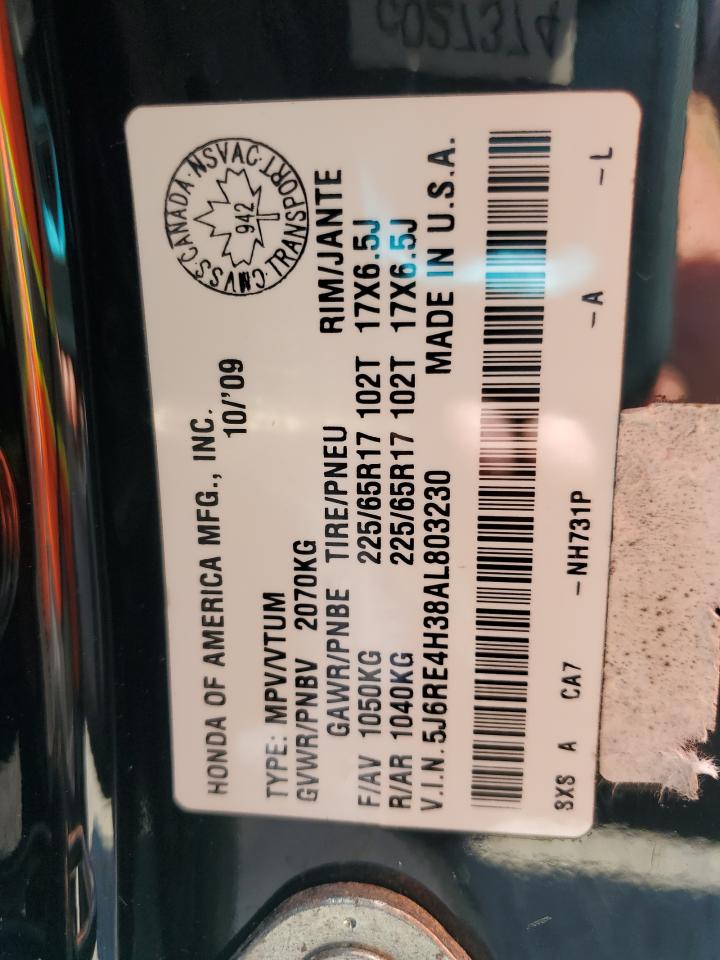 C027374
CMVSS·CANADA·NSVAC·TRANSPORT
942
HONDA OF AMERICA MFG., INC.
10/'09
TYPE: MPV/VTUM
GVWR/PNBV 2070KG
GAWR/PNBE TIRE/PNEU RIM/JANTE
F/AV 1050KG 225/65R17 102T 17X6.5J
R/AR 1040KG 225/65R17 102T 17X6.5J
V.I.N. 5J6RE4H38AL803230 MADE IN U.S.A.
SXS A CA7 -NH731P -A -L